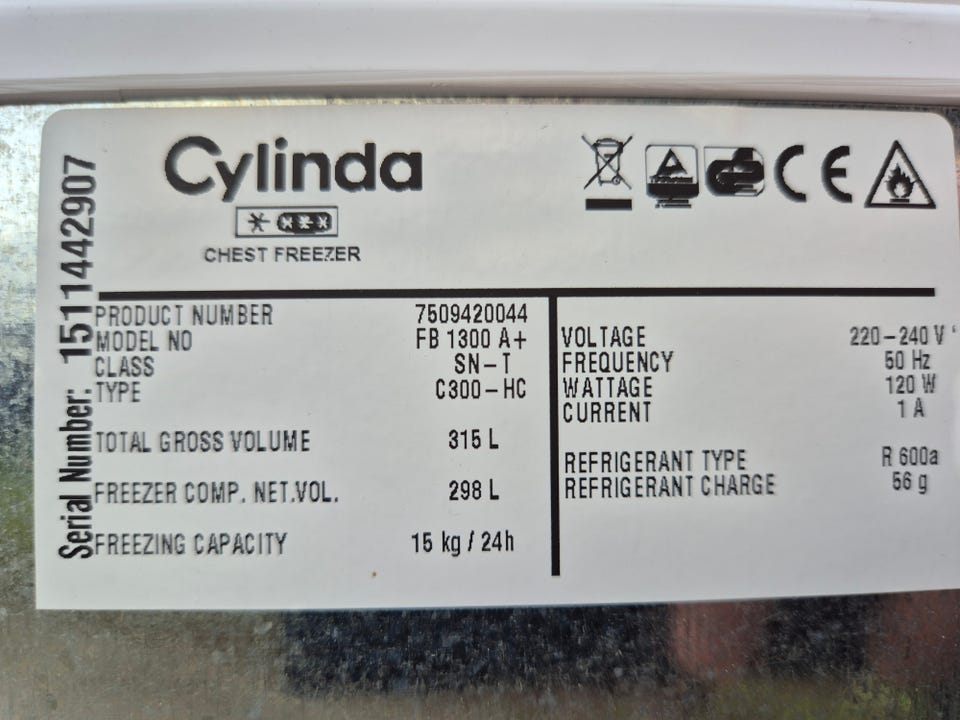 Cylinda
CHEST FREEZER
Serial Number: 1511442907
PRODUCT NUMBER 7509420044
MODEL NO FB 1300 A+
CLASS SN-T
TYPE C300-HC
TOTAL GROSS VOLUME 315 L
FREEZER COMP. NET.VOL. 298 L
FREEZING CAPACITY 15 kg / 24h
VOLTAGE 220-240 V
FREQUENCY 50 Hz
WATTAGE 120 W
CURRENT 1 A
REFRIGERANT TYPE R 600a
REFRIGERANT CHARGE 56 g
CE